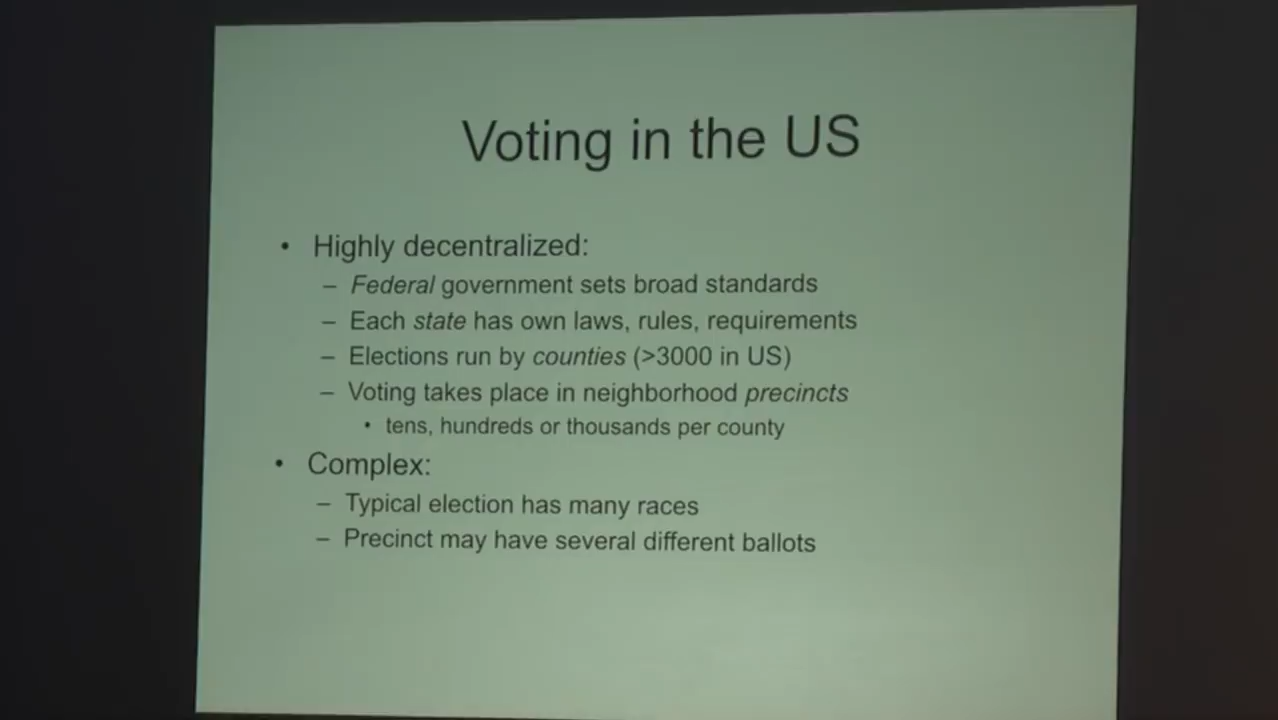 Voting in the US
• Highly decentralized:
– Federal government sets broad standards
– Each state has own laws, rules, requirements
– Elections run by counties (>3000 in US)
– Voting takes place in neighborhood precincts
• tens, hundreds or thousands per county
• Complex:
– Typical election has many races
– Precinct may have several different ballots